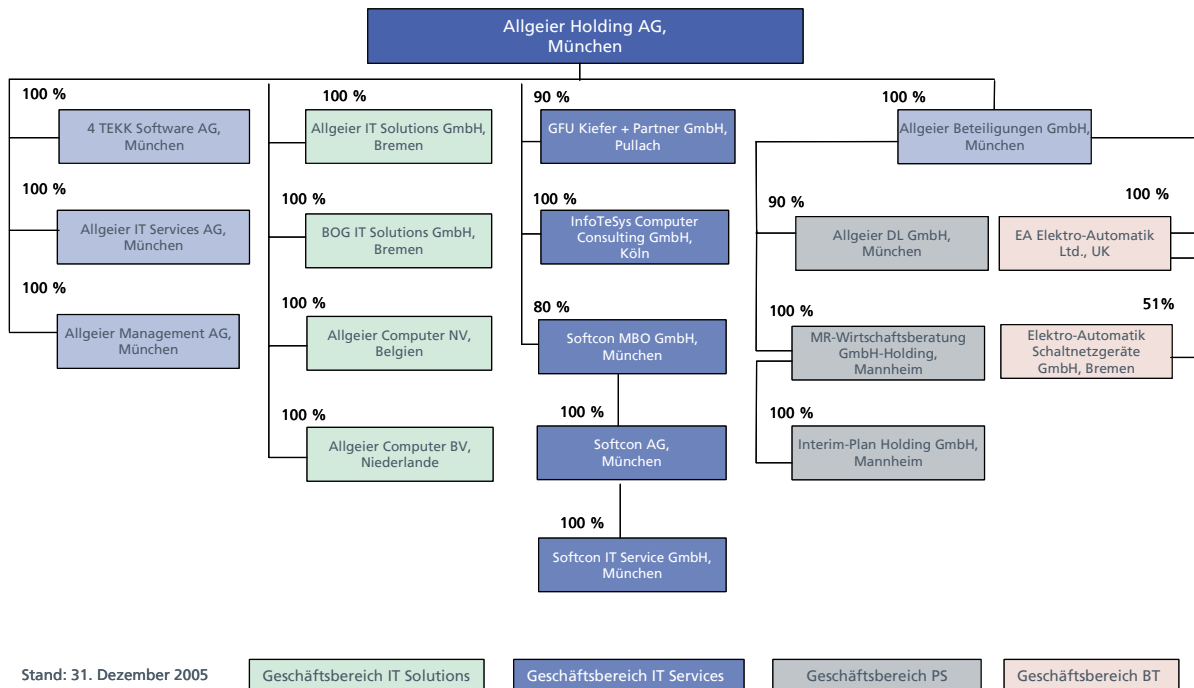 Allgeier Holding AG,
München
100 %
4 TEKK Software AG,
München
100 %
Allgeier IT Services AG,
München
100 %
Allgeier Management AG,
München
100 %
Allgeier IT Solutions GmbH,
Bremen
100 %
BOG IT Solutions GmbH,
Bremen
100 %
Allgeier Computer NV,
Belgien
100 %
Allgeier Computer BV,
Niederlande
90 %
GFU Kiefer + Partner GmbH,
Pullach
100 %
InfoTeSys Computer
Consulting GmbH,
Köln
80 %
Softcon MBO GmbH,
München
100 %
Softcon AG,
München
100 %
Softcon IT Service GmbH,
München
100 %
Allgeier Beteiligungen GmbH,
München
90 %
Allgeier DL GmbH,
München
100 %
MR-Wirtschaftsberatung
GmbH-Holding,
Mannheim
100 %
Interim-Plan Holding GmbH,
Mannheim
100 %
EA Elektro-Automatik
Ltd., UK
51%
Elektro-Automatik
Schaltnetzgeräte
GmbH, Bremen
Stand: 31. Dezember 2005
Geschäftsbereich IT Solutions
Geschäftsbereich IT Services
Geschäftsbereich PS
Geschäftsbereich BT